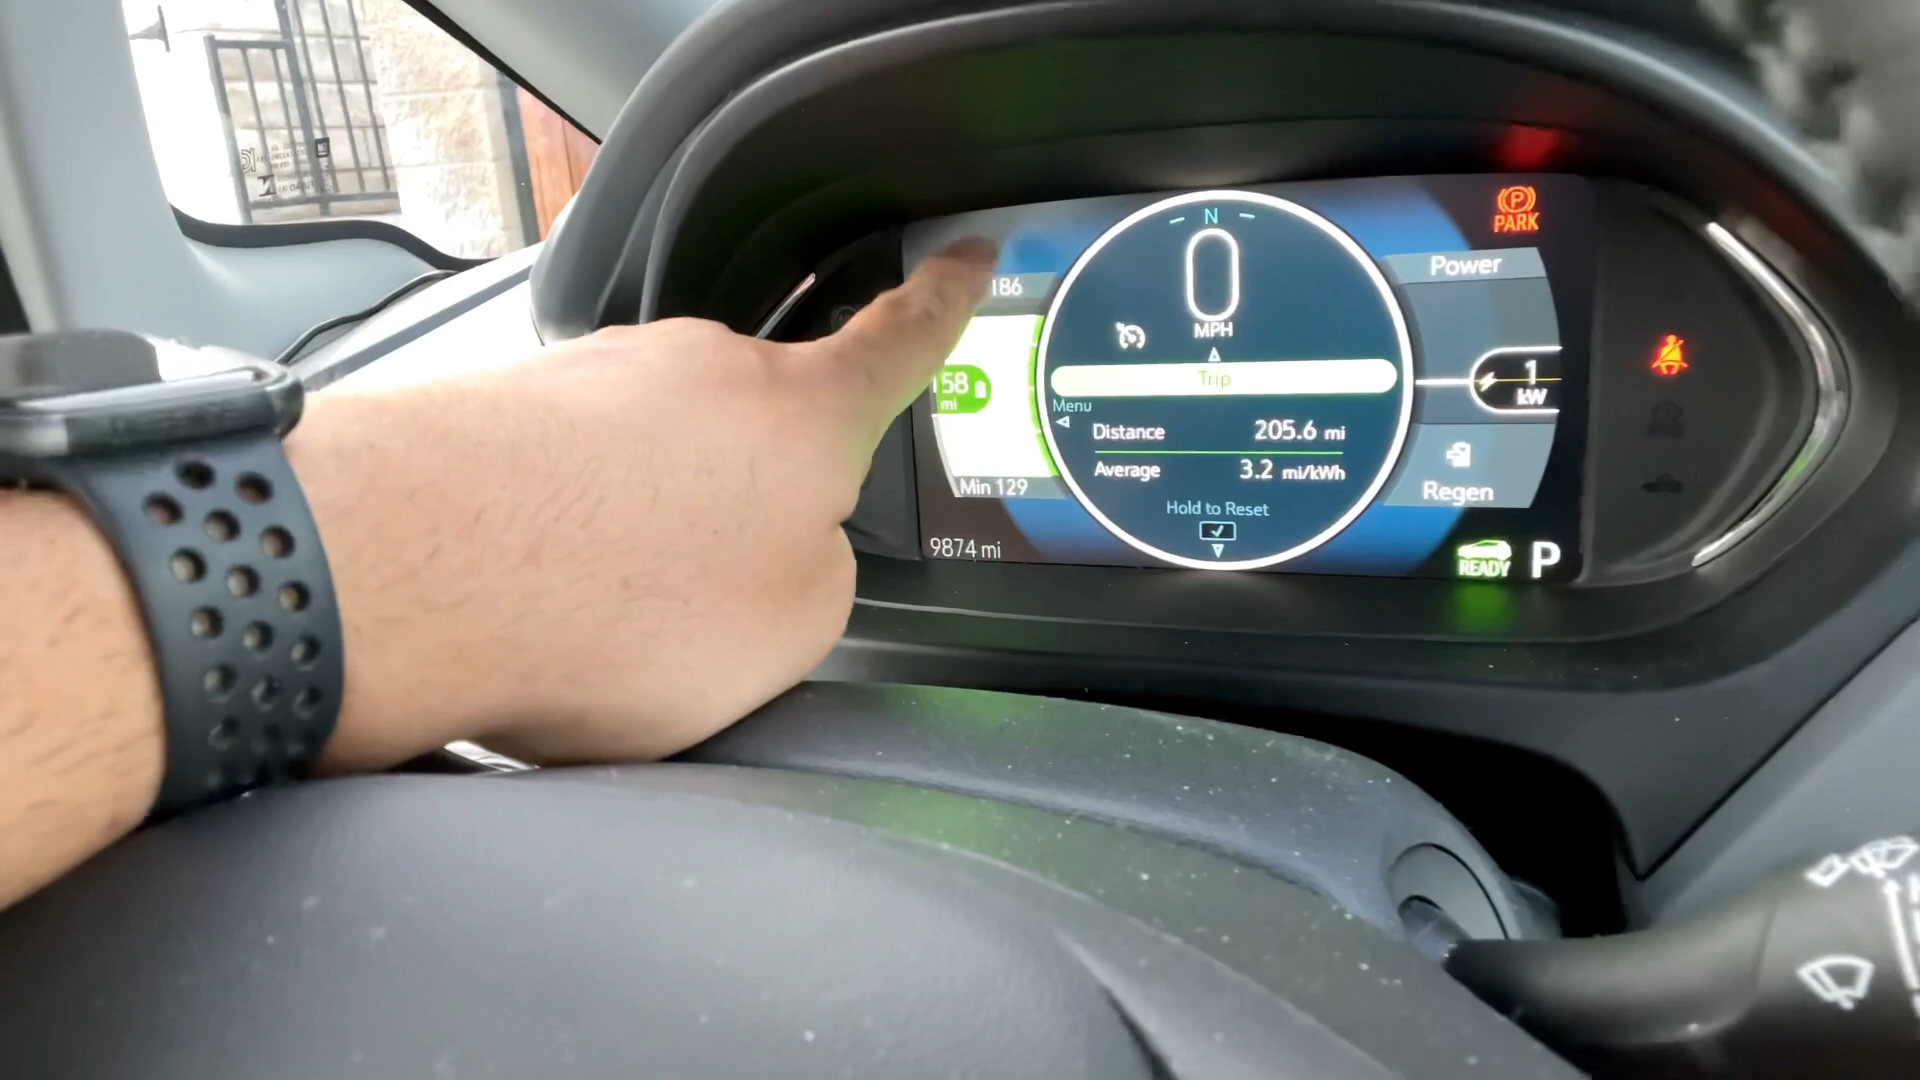 N
PARK
186
Power
0
MPH
158
mi
Trip
1
kW
Menu
Distance 205.6 mi
Average 3.2 mi/kWh
Min 129
Regen
Hold to Reset
9874 mi
READY P